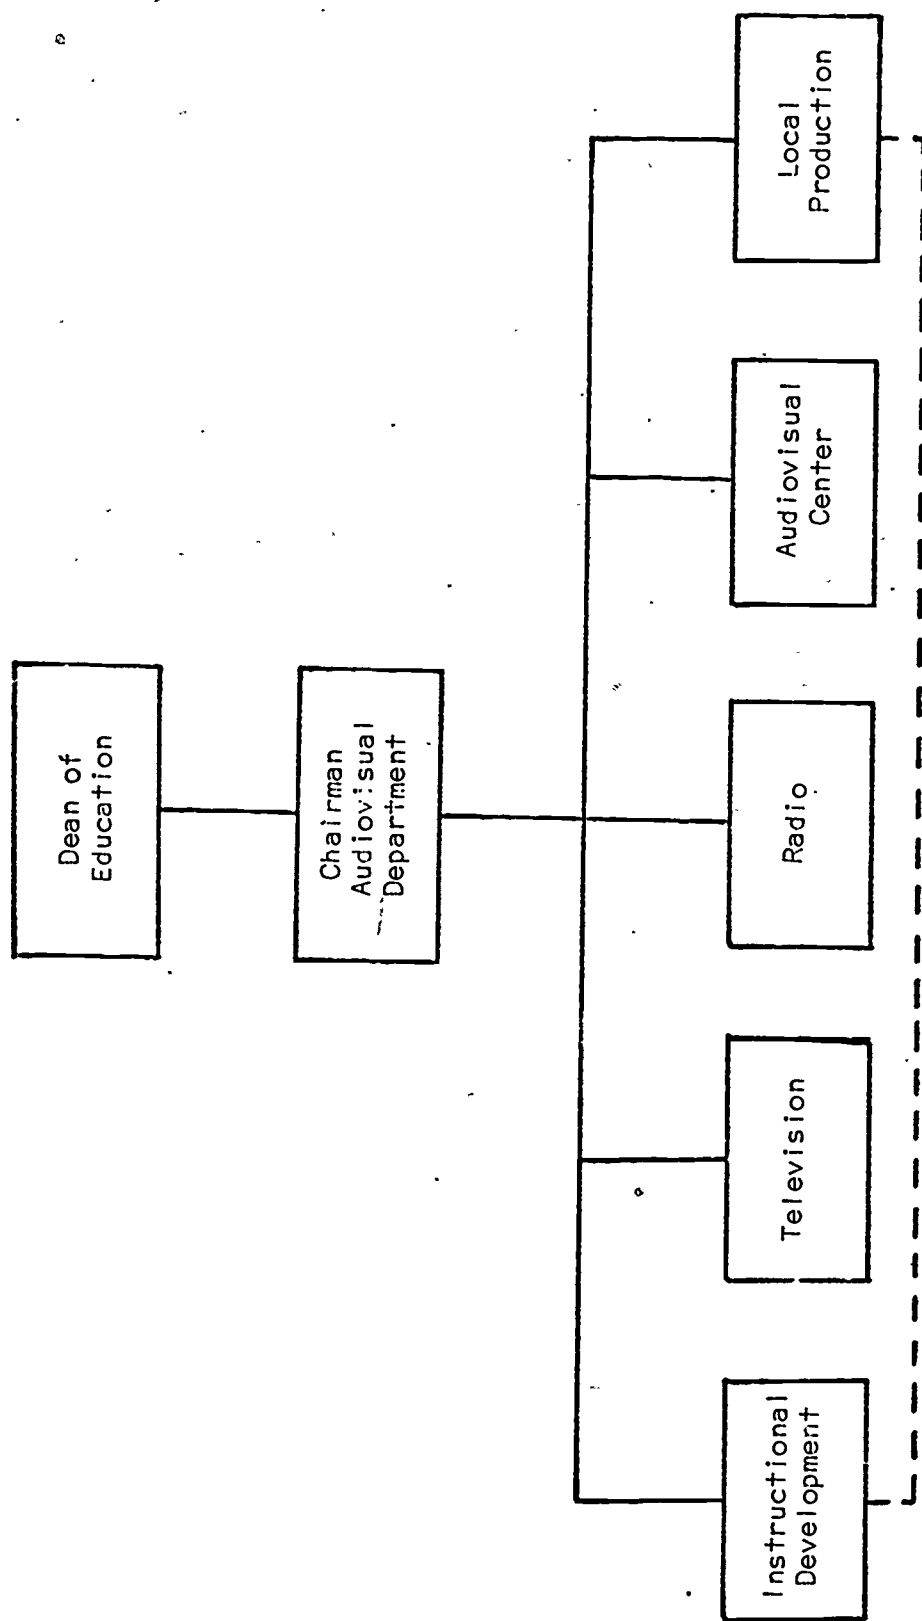 Dean of
Education
Chairman
Audiovisual
Department
Instructional
Development
Television
Radio
Audiovisual
Center
Local
Production